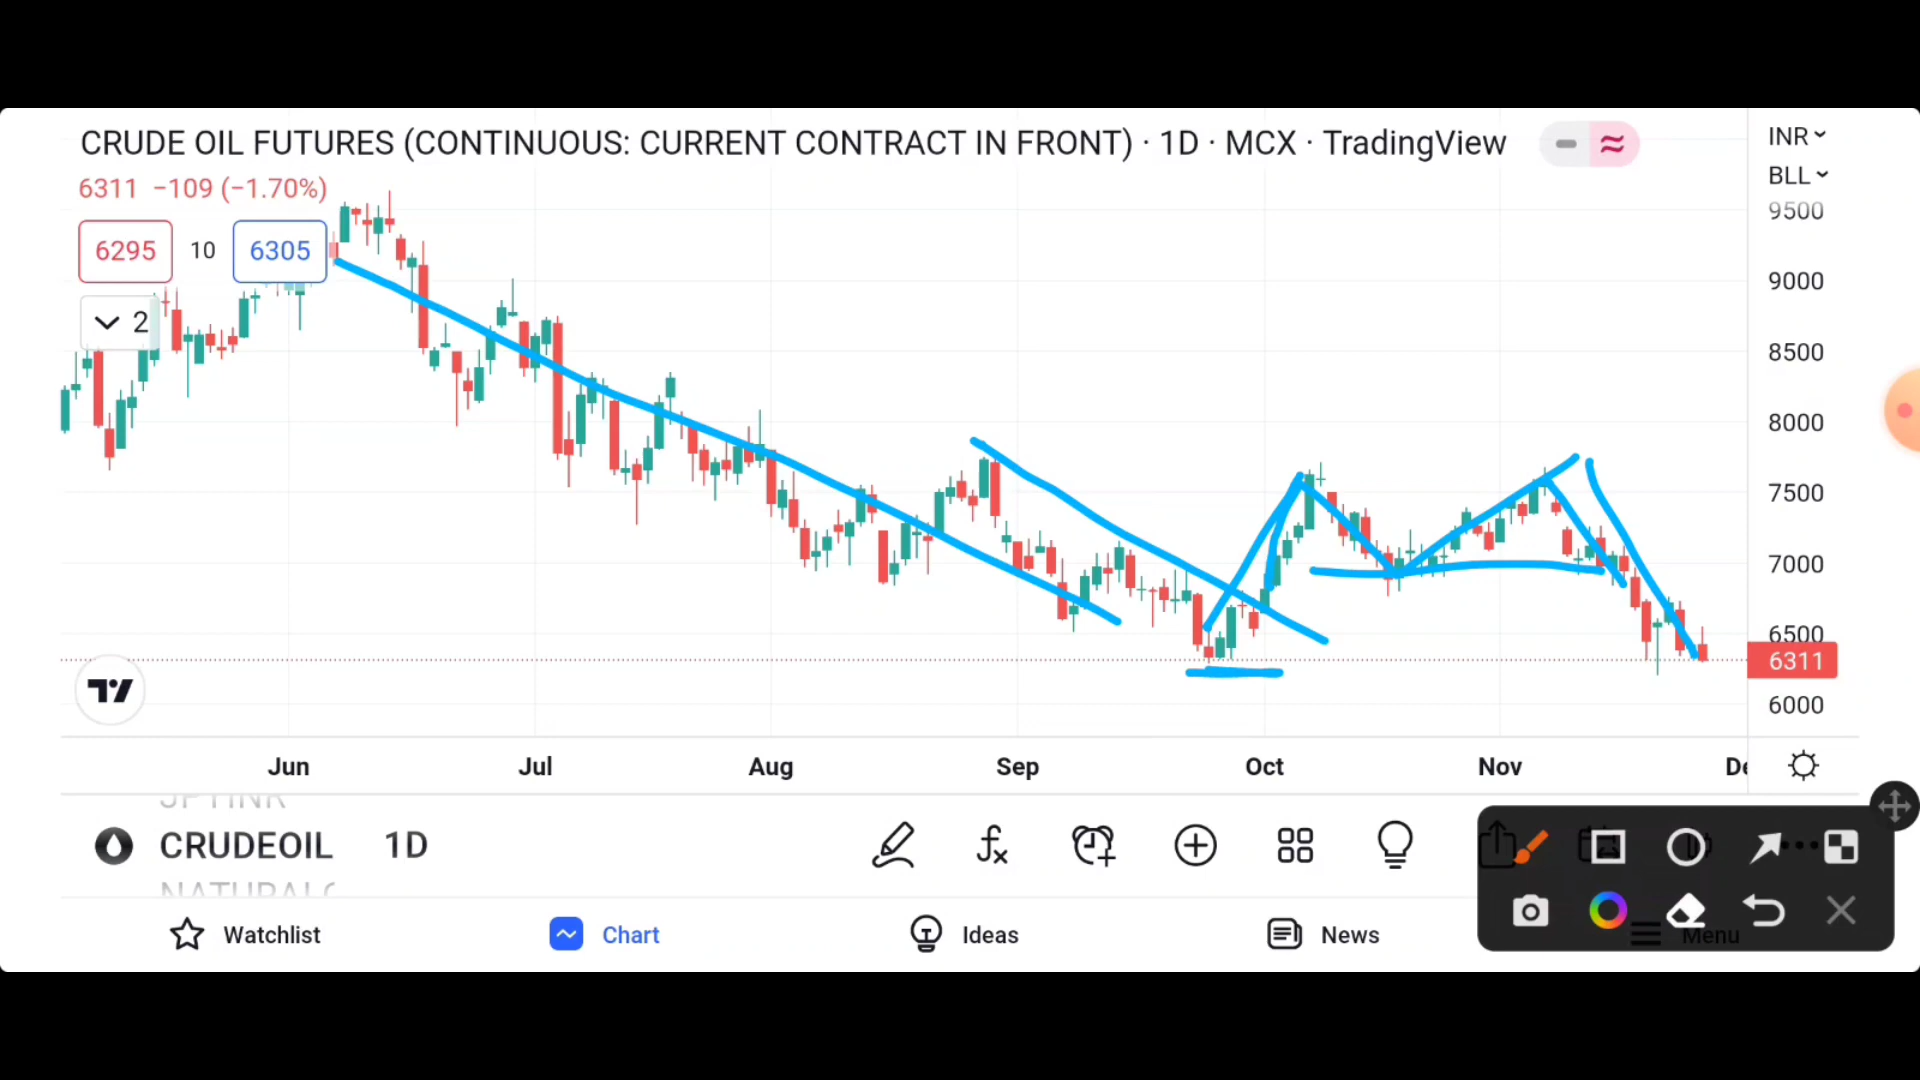 CRUDE OIL FUTURES (CONTINUOUS: CURRENT CONTRACT IN FRONT) · 1D · MCX · TradingView
INR
6311 −109 (−1.70%)
BLL
9500
6295 10 6305
9000
2
8500
8000
7500
7000
6500
6311
6000
Jun Jul Aug Sep Oct Nov
CRUDEOIL 1D
Watchlist Chart Ideas News Menu